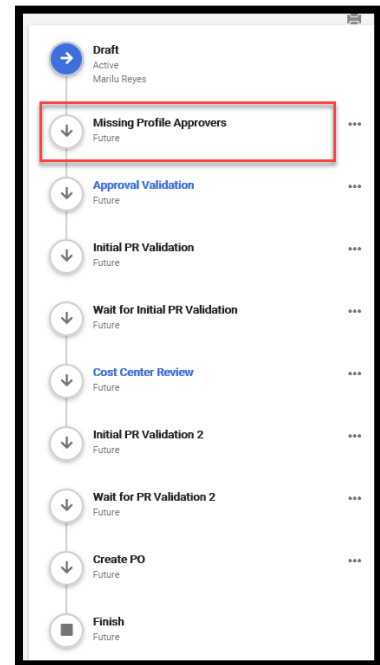 Draft
Active
Marilu Reyes
Missing Profile Approvers
Future
Approval Validation
Future
Initial PR Validation
Future
Wait for Initial PR Validation
Future
Cost Center Review
Future
Initial PR Validation 2
Future
Wait for PR Validation 2
Future
Create PO
Future
Finish
Future